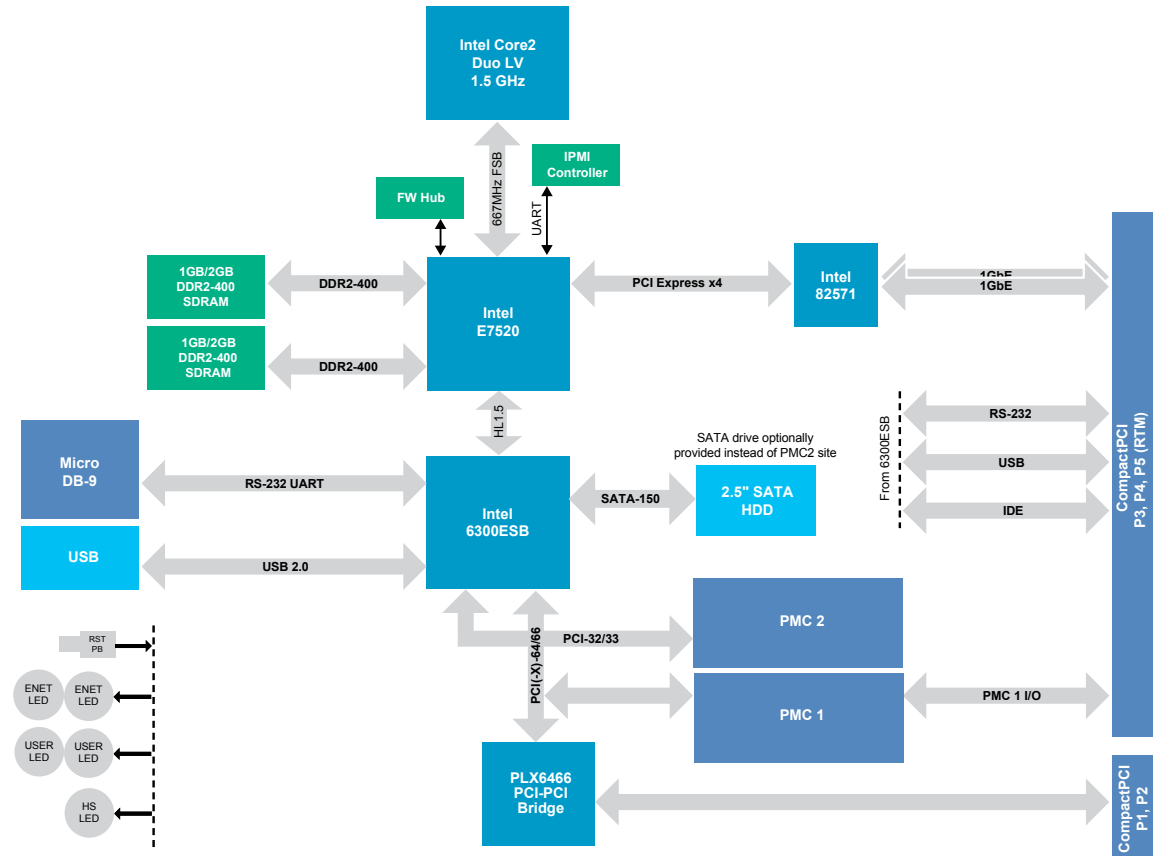 Intel Core2
Duo LV
1.5 GHz
667MHz FSB
IPMI
Controller
UART
FW Hub
1GB/2GB
DDR2-400
SDRAM
DDR2-400
1GB/2GB
DDR2-400
SDRAM
DDR2-400
Intel
E7520
PCI Express x4
Intel
82571
1GbE
1GbE
HL1.5
Micro
DB-9
RS-232 UART
USB
USB 2.0
Intel
6300ESB
SATA-150
SATA drive optionally
provided instead of PMC2 site
2.5" SATA
HDD
From 6300ESB
RS-232
USB
IDE
CompactPCI
P3, P4, P5 (RTM)
PCI-32/33
PCI(-X)-64/66
PMC 2
PMC 1
PMC 1 I/O
PLX6466
PCI-PCI
Bridge
CompactPCI
P1, P2
RST
PB
ENET
LED
ENET
LED
USER
LED
USER
LED
HS
LED